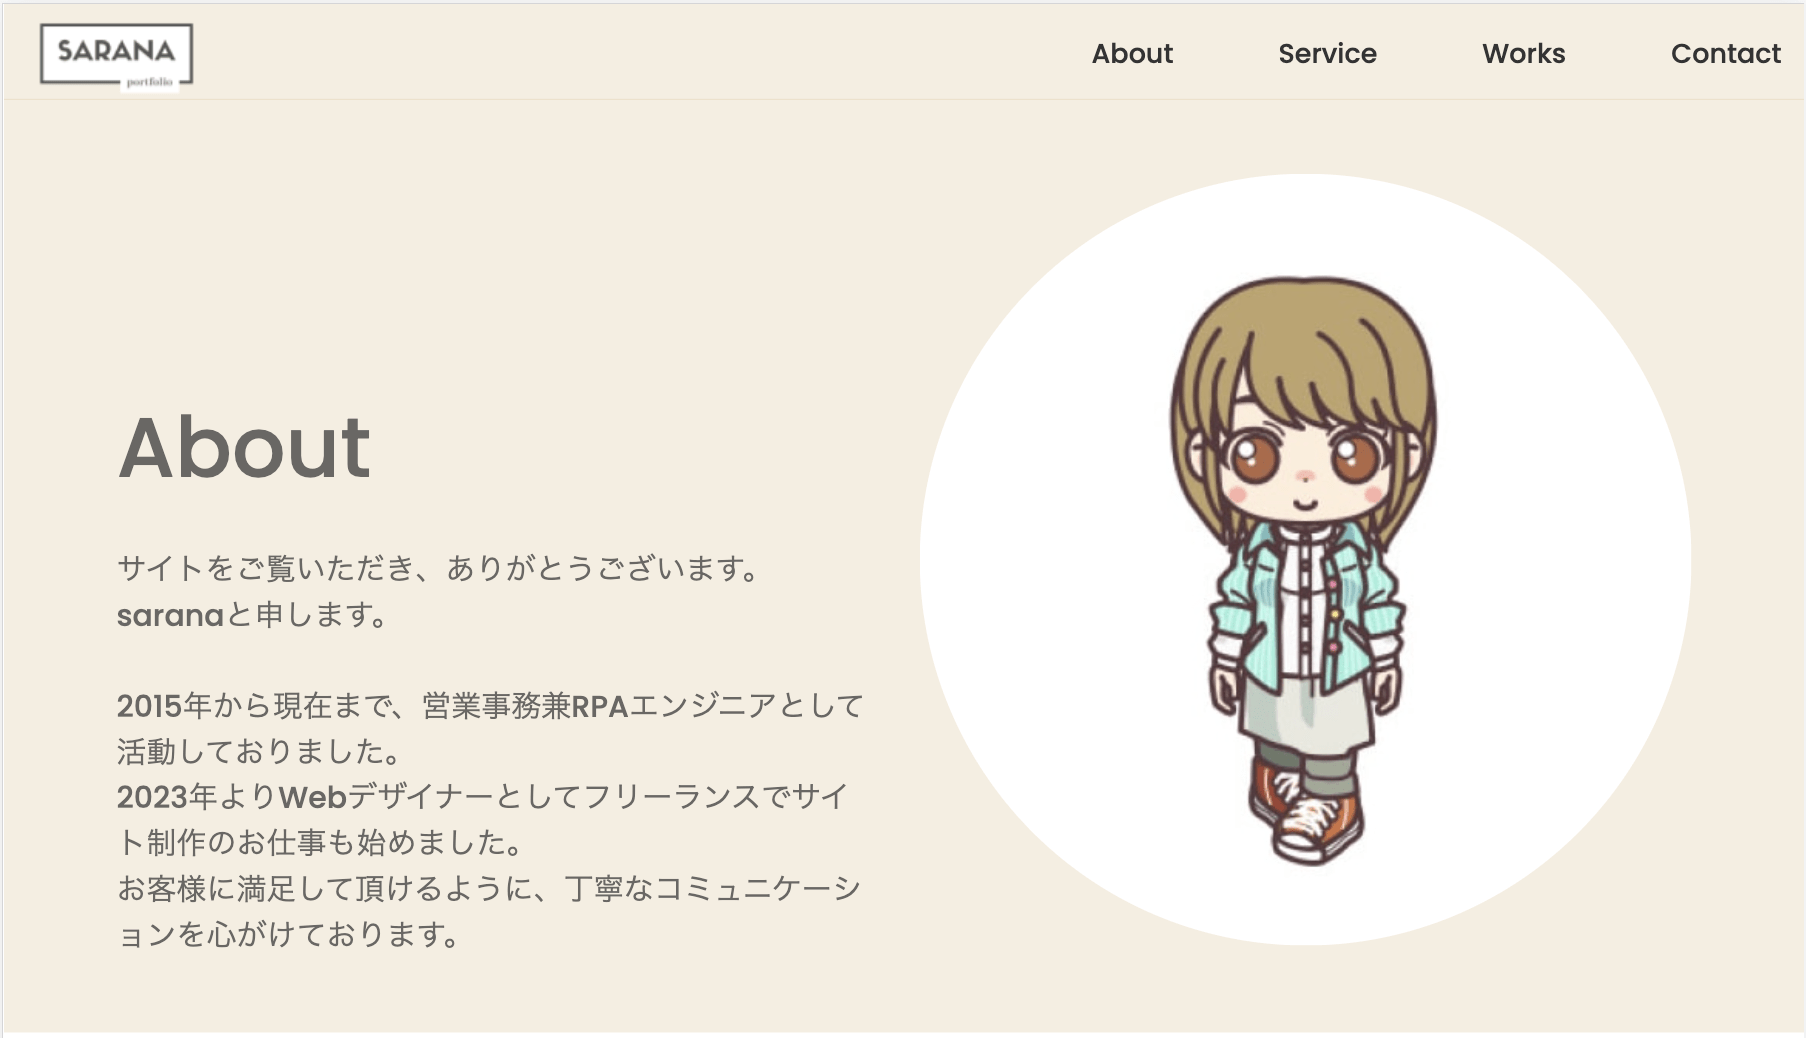 SARANA
portfolio
About
Service
Works
Contact
About
サイトをご覧いただき、ありがとうございます。
saranaと申します。
2015年から現在まで、営業事務兼RPAエンジニアとして
活動しておりました。
2023年よりWebデザイナーとしてフリーランスでサイ
ト制作のお仕事も始めました。
お客様に満足して頂けるように、丁寧なコミュニケーシ
ョンを心がけております。